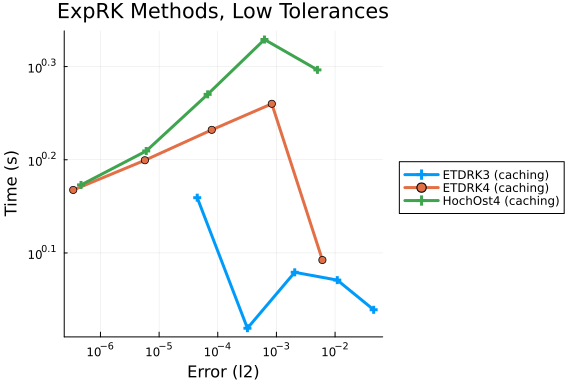 ExpRK Methods, Low Tolerances
Time (s)
10^0.3
10^0.2
10^0.1
10^-6 10^-5 10^-4 10^-3 10^-2
Error (l2)
ETDRK3 (caching)
ETDRK4 (caching)
HochOst4 (caching)